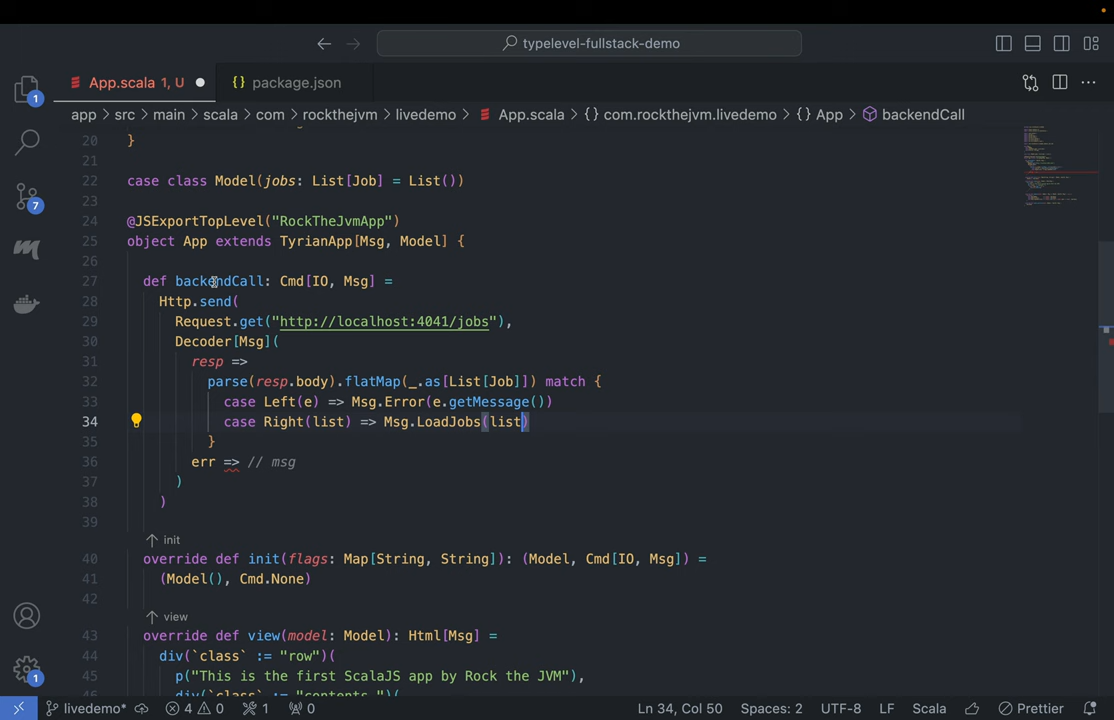 typelevel-fullstack-demo
App.scala 1, U
{} package.json
app > src > main > scala > com > rockthejvm > livedemo > App.scala > {} com.rockthejvm.livedemo > {} App > backendCall
20 }
21
22 case class Model(jobs: List[Job] = List())
23
24 @JSExportTopLevel("RockTheJvmApp")
25 object App extends TyrianApp[Msg, Model] {
26
27 def backendCall: Cmd[IO, Msg] =
28 Http.send(
29 Request.get("http://localhost:4041/jobs"),
30 Decoder[Msg](
31 resp =>
32 parse(resp.body).flatMap(_.as[List[Job]]) match {
33 case Left(e) => Msg.Error(e.getMessage())
34 case Right(list) => Msg.LoadJobs(list)
35 }
36 err => // msg
37 )
38 )
39
↑ init
40 override def init(flags: Map[String, String]): (Model, Cmd[IO, Msg]) =
41 (Model(), Cmd.None)
42
↑ view
43 override def view(model: Model): Html[Msg] =
44 div(`class` := "row")(
45 p("This is the first ScalaJS app by Rock the JVM"),
1
7
1
livedemo* 4 0 1 0 Ln 34, Col 50 Spaces: 2 UTF-8 LF Scala Prettier